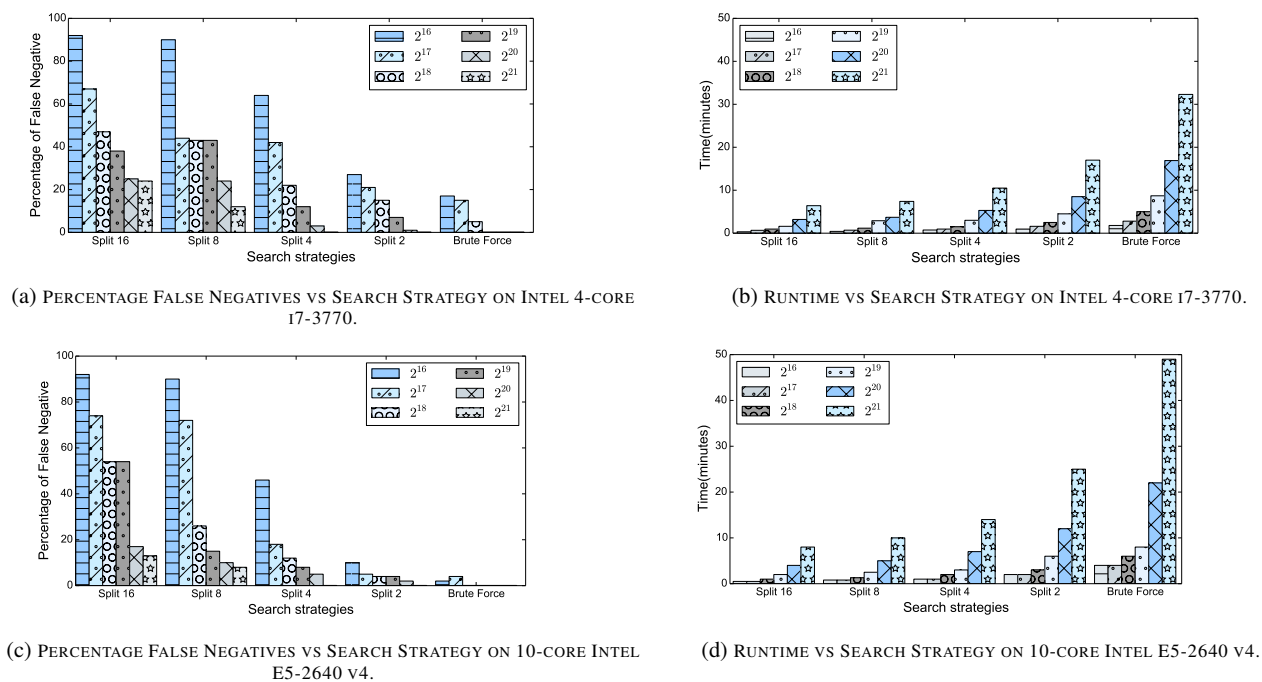 100
80
60
40
20
0
Percentage of False Negative
2^16
2^17
2^18
2^19
2^20
2^21
Split 16 Split 8 Split 4 Split 2 Brute Force
Search strategies
(a) PERCENTAGE FALSE NEGATIVES VS SEARCH STRATEGY ON INTEL 4-CORE
I7-3770.
50
40
30
20
10
0
Time(minutes)
2^16
2^17
2^18
2^19
2^20
2^21
Split 16 Split 8 Split 4 Split 2 Brute Force
Search strategies
(b) RUNTIME VS SEARCH STRATEGY ON INTEL 4-CORE I7-3770.
100
80
60
40
20
0
Percentage of False Negative
2^16
2^17
2^18
2^19
2^20
2^21
Split 16 Split 8 Split 4 Split 2 Brute Force
Search strategies
(c) PERCENTAGE FALSE NEGATIVES VS SEARCH STRATEGY ON 10-CORE INTEL
E5-2640 V4.
50
40
30
20
10
0
Time(minutes)
2^16
2^17
2^18
2^19
2^20
2^21
Split 16 Split 8 Split 4 Split 2 Brute Force
Search strategies
(d) RUNTIME VS SEARCH STRATEGY ON 10-CORE INTEL E5-2640 V4.